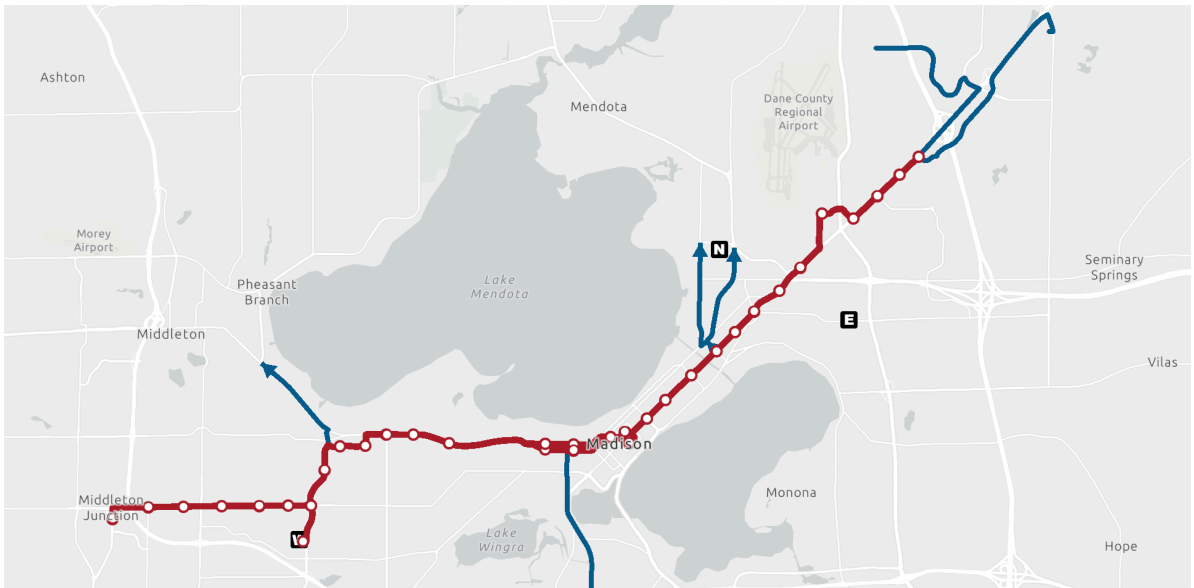 Ashton
Mendota
Dane County
Regional
Airport
Morey
Airport
N
Seminary
Springs
Pheasant
Branch
Lake
Mendota
E
Middleton
Vilas
Madison
Middleton
Junction
Monona
W
Lake
Wingra
Hope